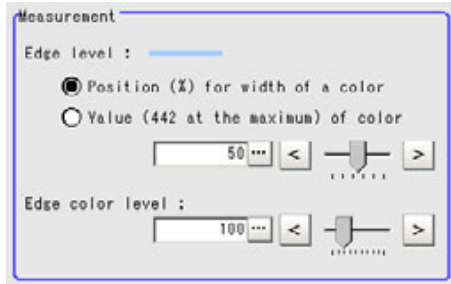 Measurement
Edge level :
Position (%) for width of a color
Value (442 at the maximum) of color
50 ... < >
Edge color level :
100 ... < >